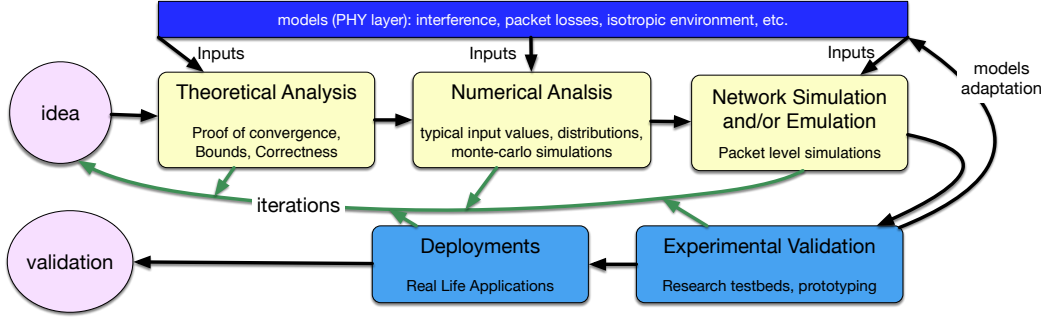 models (PHY layer): interference, packet losses, isotropic environment, etc.
Inputs
Inputs
Inputs
models
adaptation
idea
Theoretical Analysis
Proof of convergence,
Bounds, Correctness
Numerical Analsis
typical input values, distributions,
monte-carlo simulations
Network Simulation
and/or Emulation
Packet level simulations
iterations
validation
Deployments
Real Life Applications
Experimental Validation
Research testbeds, prototyping